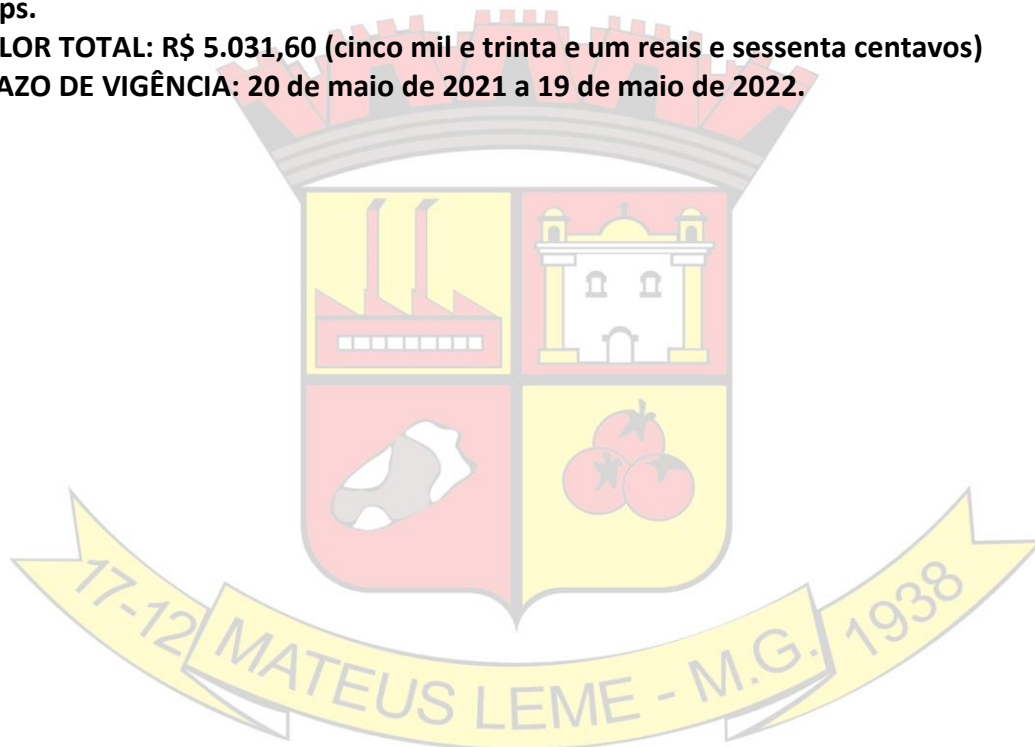 ps.
LOR TOTAL: R$ 5.031,60 (cinco mil e trinta e um reais e sessenta centavos)
AZO DE VIGÊNCIA: 20 de maio de 2021 a 19 de maio de 2022.
17-12 MATEUS LEME - M.G. 1938